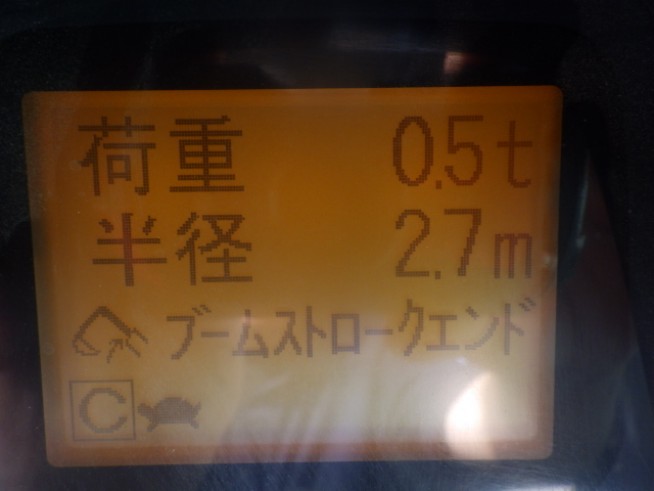 荷重 0.5t
半径 2.7m
ブームストロークエンド
C